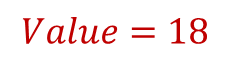 Value = 18